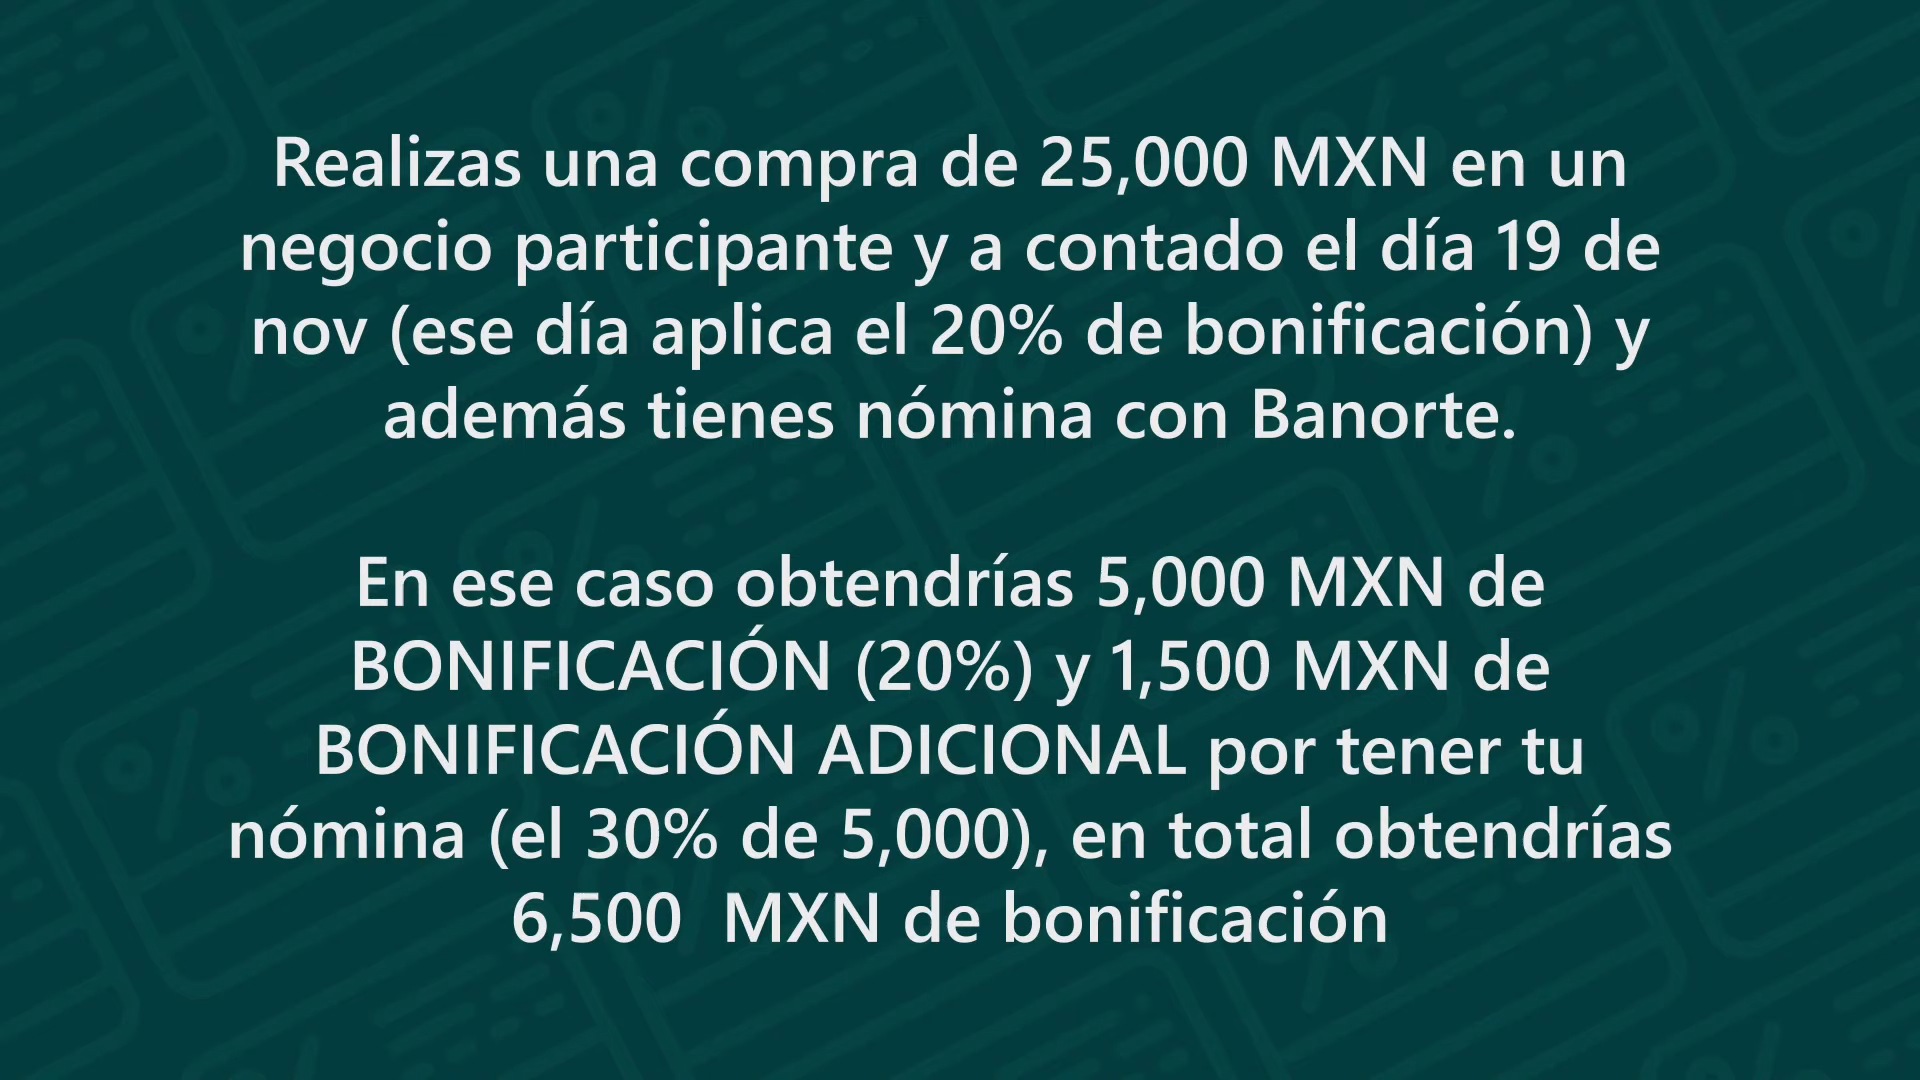 Realizas una compra de 25,000 MXN en un
negocio participante y a contado el día 19 de
nov (ese día aplica el 20% de bonificación) y
además tienes nómina con Banorte.
En ese caso obtendrías 5,000 MXN de
BONIFICACIÓN (20%) y 1,500 MXN de
BONIFICACIÓN ADICIONAL por tener tu
nómina (el 30% de 5,000), en total obtendrías
6,500  MXN de bonificación